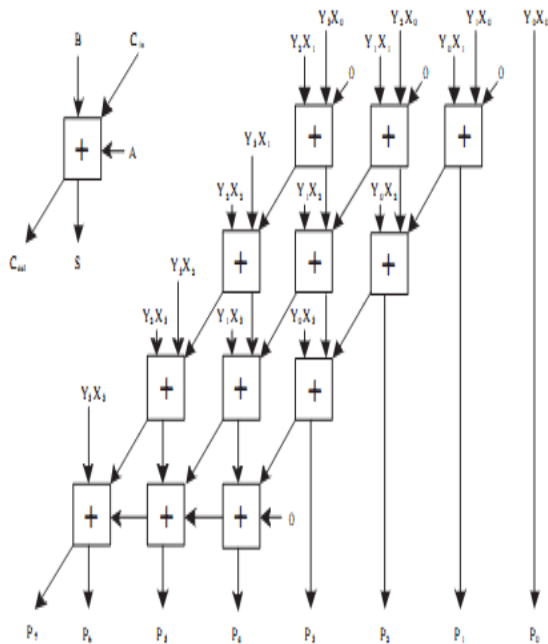 Y₃X₀ Y₂X₀ Y₁X₀ Y₀X₀
B Cᵢₙ Y₂X₁ Y₁X₁ Y₀X₁
0 0 0
+ A Y₃X₁ + + +
Y₂X₂ Y₁X₂ Y₀X₂
Cₒᵤₜ S + + +
Y₃X₂
Y₂X₃ Y₁X₃ Y₀X₃
Y₃X₃ + + +
+ + + 0
P₇ P₆ P₅ P₄ P₃ P₂ P₁ P₀